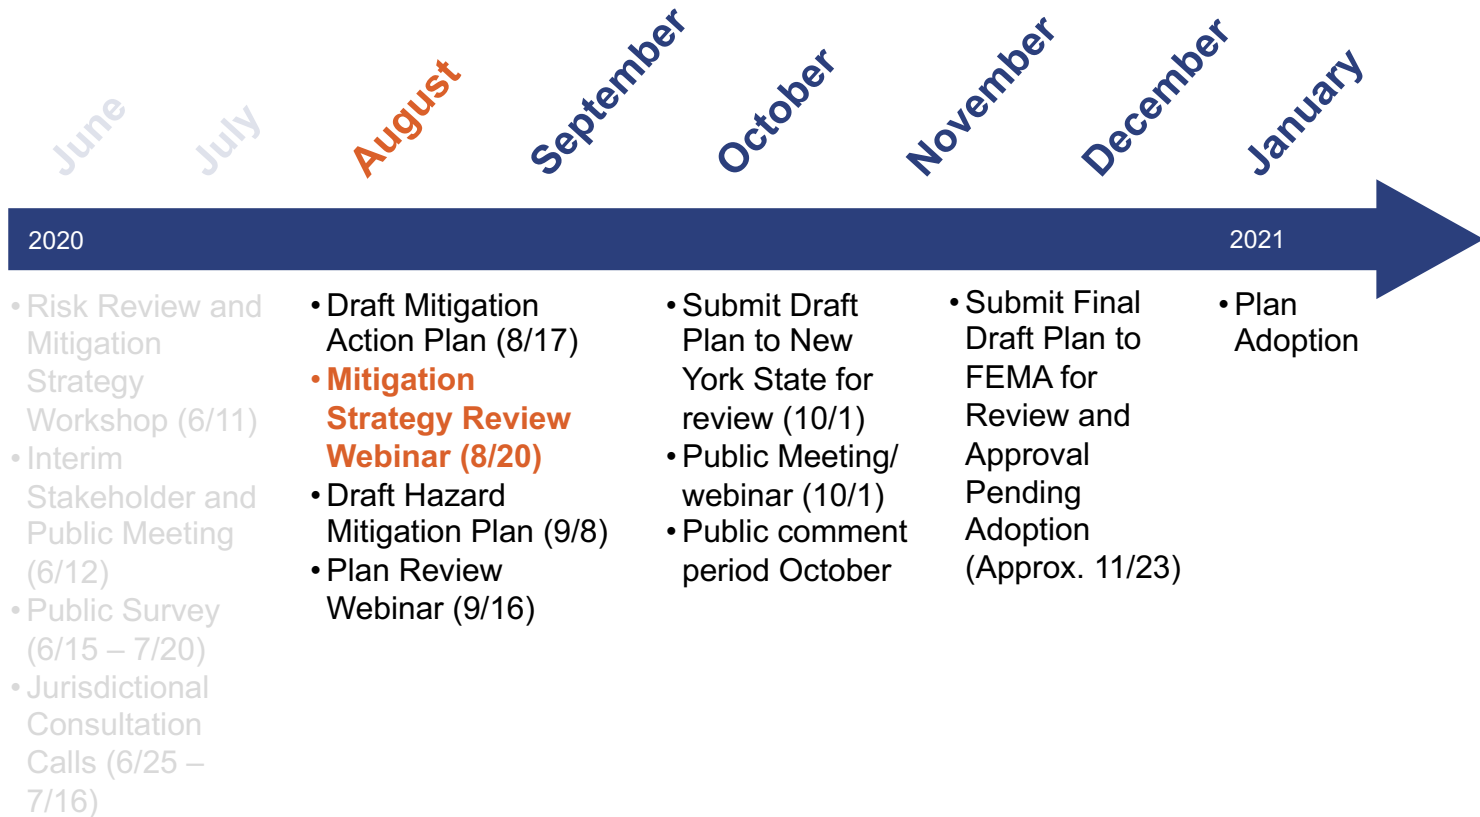 June
July
August
September
October
November
December
January
2020
2021
• Risk Review and
Mitigation
Strategy
Workshop (6/11)
• Interim
Stakeholder and
Public Meeting
(6/12)
• Public Survey
(6/15 – 7/20)
• Jurisdictional
Consultation
Calls (6/25 –
7/16)
• Draft Mitigation
Action Plan (8/17)
• Mitigation
Strategy Review
Webinar (8/20)
• Draft Hazard
Mitigation Plan (9/8)
• Plan Review
Webinar (9/16)
• Submit Draft
Plan to New
York State for
review (10/1)
• Public Meeting/
webinar (10/1)
• Public comment
period October
• Submit Final
Draft Plan to
FEMA for
Review and
Approval
Pending
Adoption
(Approx. 11/23)
• Plan
Adoption